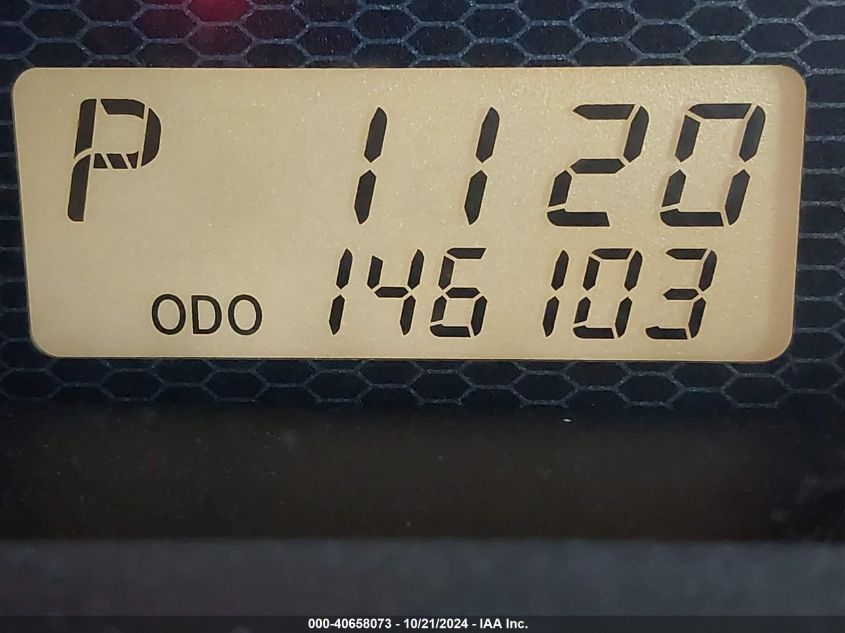 P 1120
ODO 146103
000-40658073 - 10/21/2024 - IAA Inc.